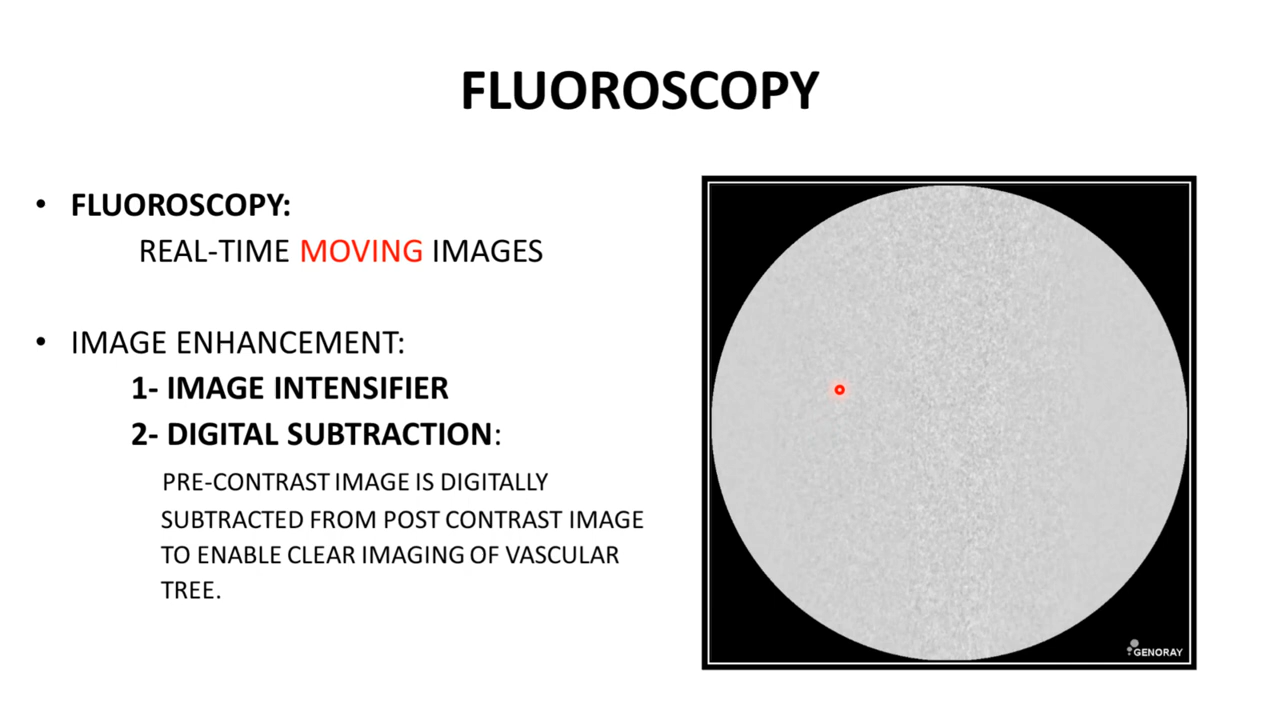 FLUOROSCOPY
• FLUOROSCOPY:
REAL-TIME MOVING IMAGES
• IMAGE ENHANCEMENT:
1- IMAGE INTENSIFIER
2- DIGITAL SUBTRACTION:
PRE-CONTRAST IMAGE IS DIGITALLY
SUBTRACTED FROM POST CONTRAST IMAGE
TO ENABLE CLEAR IMAGING OF VASCULAR
TREE.
GENORAY